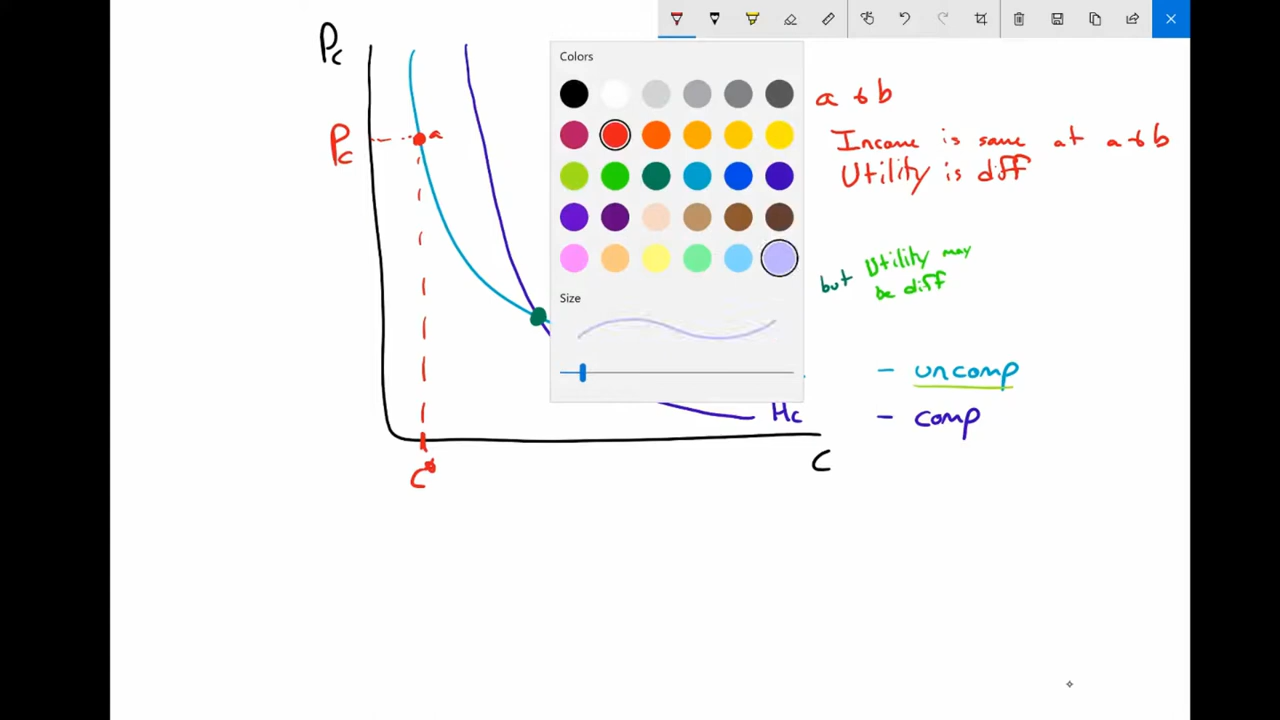 Pc
Colors
a & b
a
Pc
Income is same at a & b
Utility is diff
but Utility may
be diff
Size
- uncomp
Hc
- comp
C
C*